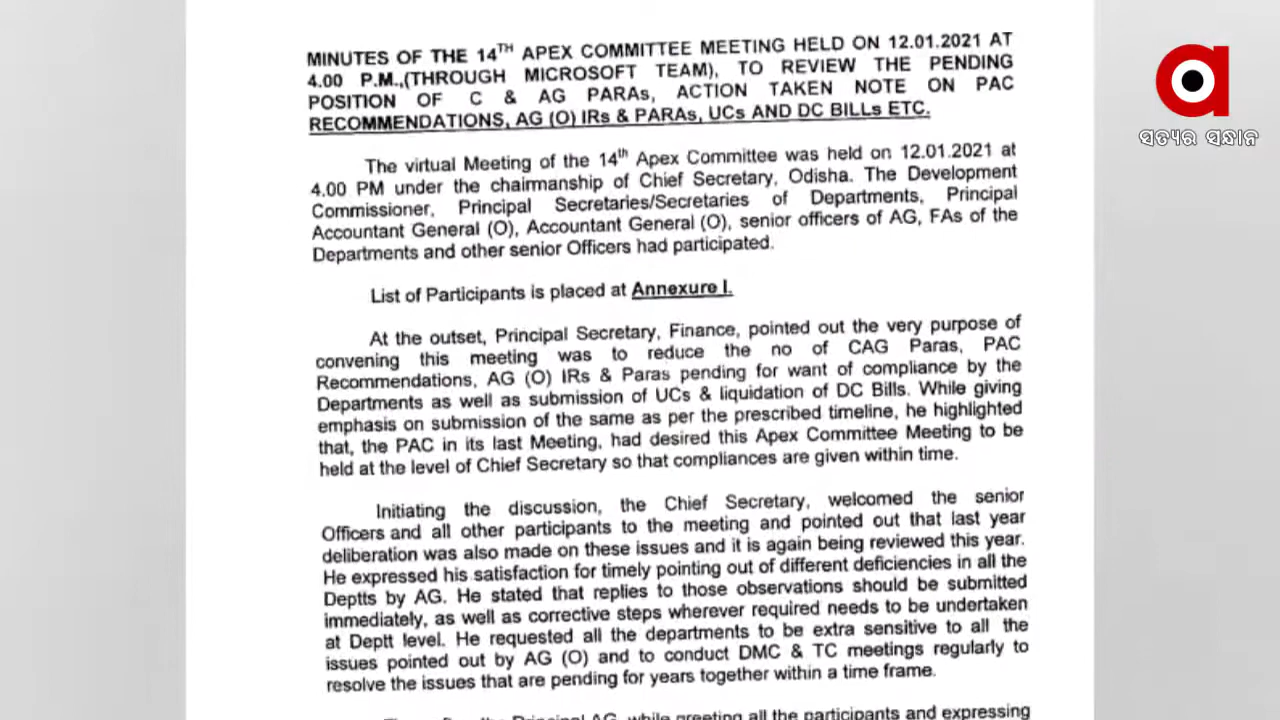 MINUTES OF THE 14TH APEX COMMITTEE MEETING HELD ON 12.01.2021 AT
4.00 P.M.,(THROUGH MICROSOFT TEAM), TO REVIEW THE PENDING
POSITION OF C & AG PARAs, ACTION TAKEN NOTE ON PAC
RECOMMENDATIONS, AG (O) IRs & PARAs, UCs AND DC BILLs ETC.
The virtual Meeting of the 14th Apex Committee was held on 12.01.2021 at
4.00 PM under the chairmanship of Chief Secretary, Odisha. The Development
Commissioner, Principal Secretaries/Secretaries of Departments, Principal
Accountant General (O), Accountant General (O), senior officers of AG, FAs of the
Departments and other senior Officers had participated.
List of Participants is placed at Annexure I.
At the outset, Principal Secretary, Finance, pointed out the very purpose of
convening this meeting was to reduce the no of CAG Paras, PAC
Recommendations, AG (O) IRs & Paras pending for want of compliance by the
Departments as well as submission of UCs & liquidation of DC Bills. While giving
emphasis on submission of the same as per the prescribed timeline, he highlighted
that, the PAC in its last Meeting, had desired this Apex Committee Meeting to be
held at the level of Chief Secretary so that compliances are given within time.
Initiating the discussion, the Chief Secretary, welcomed the senior
Officers and all other participants to the meeting and pointed out that last year
deliberation was also made on these issues and it is again being reviewed this year.
He expressed his satisfaction for timely pointing out of different deficiencies in all the
Deptts by AG. He stated that replies to those observations should be submitted
immediately, as well as corrective steps wherever required needs to be undertaken
at Deptt level. He requested all the departments to be extra sensitive to all the
issues pointed out by AG (O) and to conduct DMC & TC meetings regularly to
resolve the issues that are pending for years together within a time frame.
the Principal AG, while greeting all the participants and expressing
a
ସତ୍ୟର ସନ୍ଧାନ